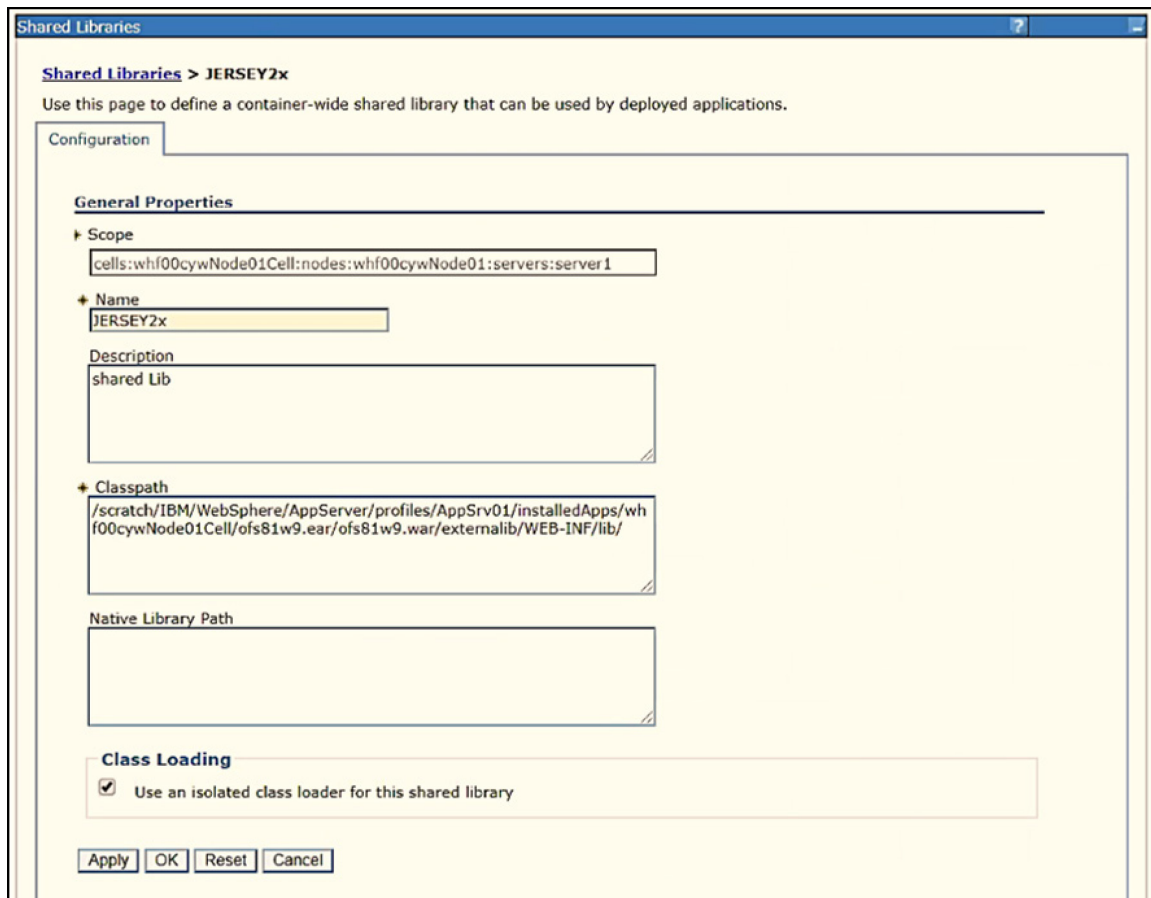 Shared Libraries
?
Shared Libraries > JERSEY2x
Use this page to define a container-wide shared library that can be used by deployed applications.
Configuration
General Properties
Scope
cells:whf00cywNode01Cell:nodes:whf00cywNode01:servers:server1
Name
JERSEY2x
Description
shared Lib
Classpath
/scratch/IBM/WebSphere/AppServer/profiles/AppSrv01/installedApps/wh
f00cywNode01Cell/ofs81w9.ear/ofs81w9.war/externalib/WEB-INF/lib/
Native Library Path
Class Loading
Use an isolated class loader for this shared library
Apply OK Reset Cancel